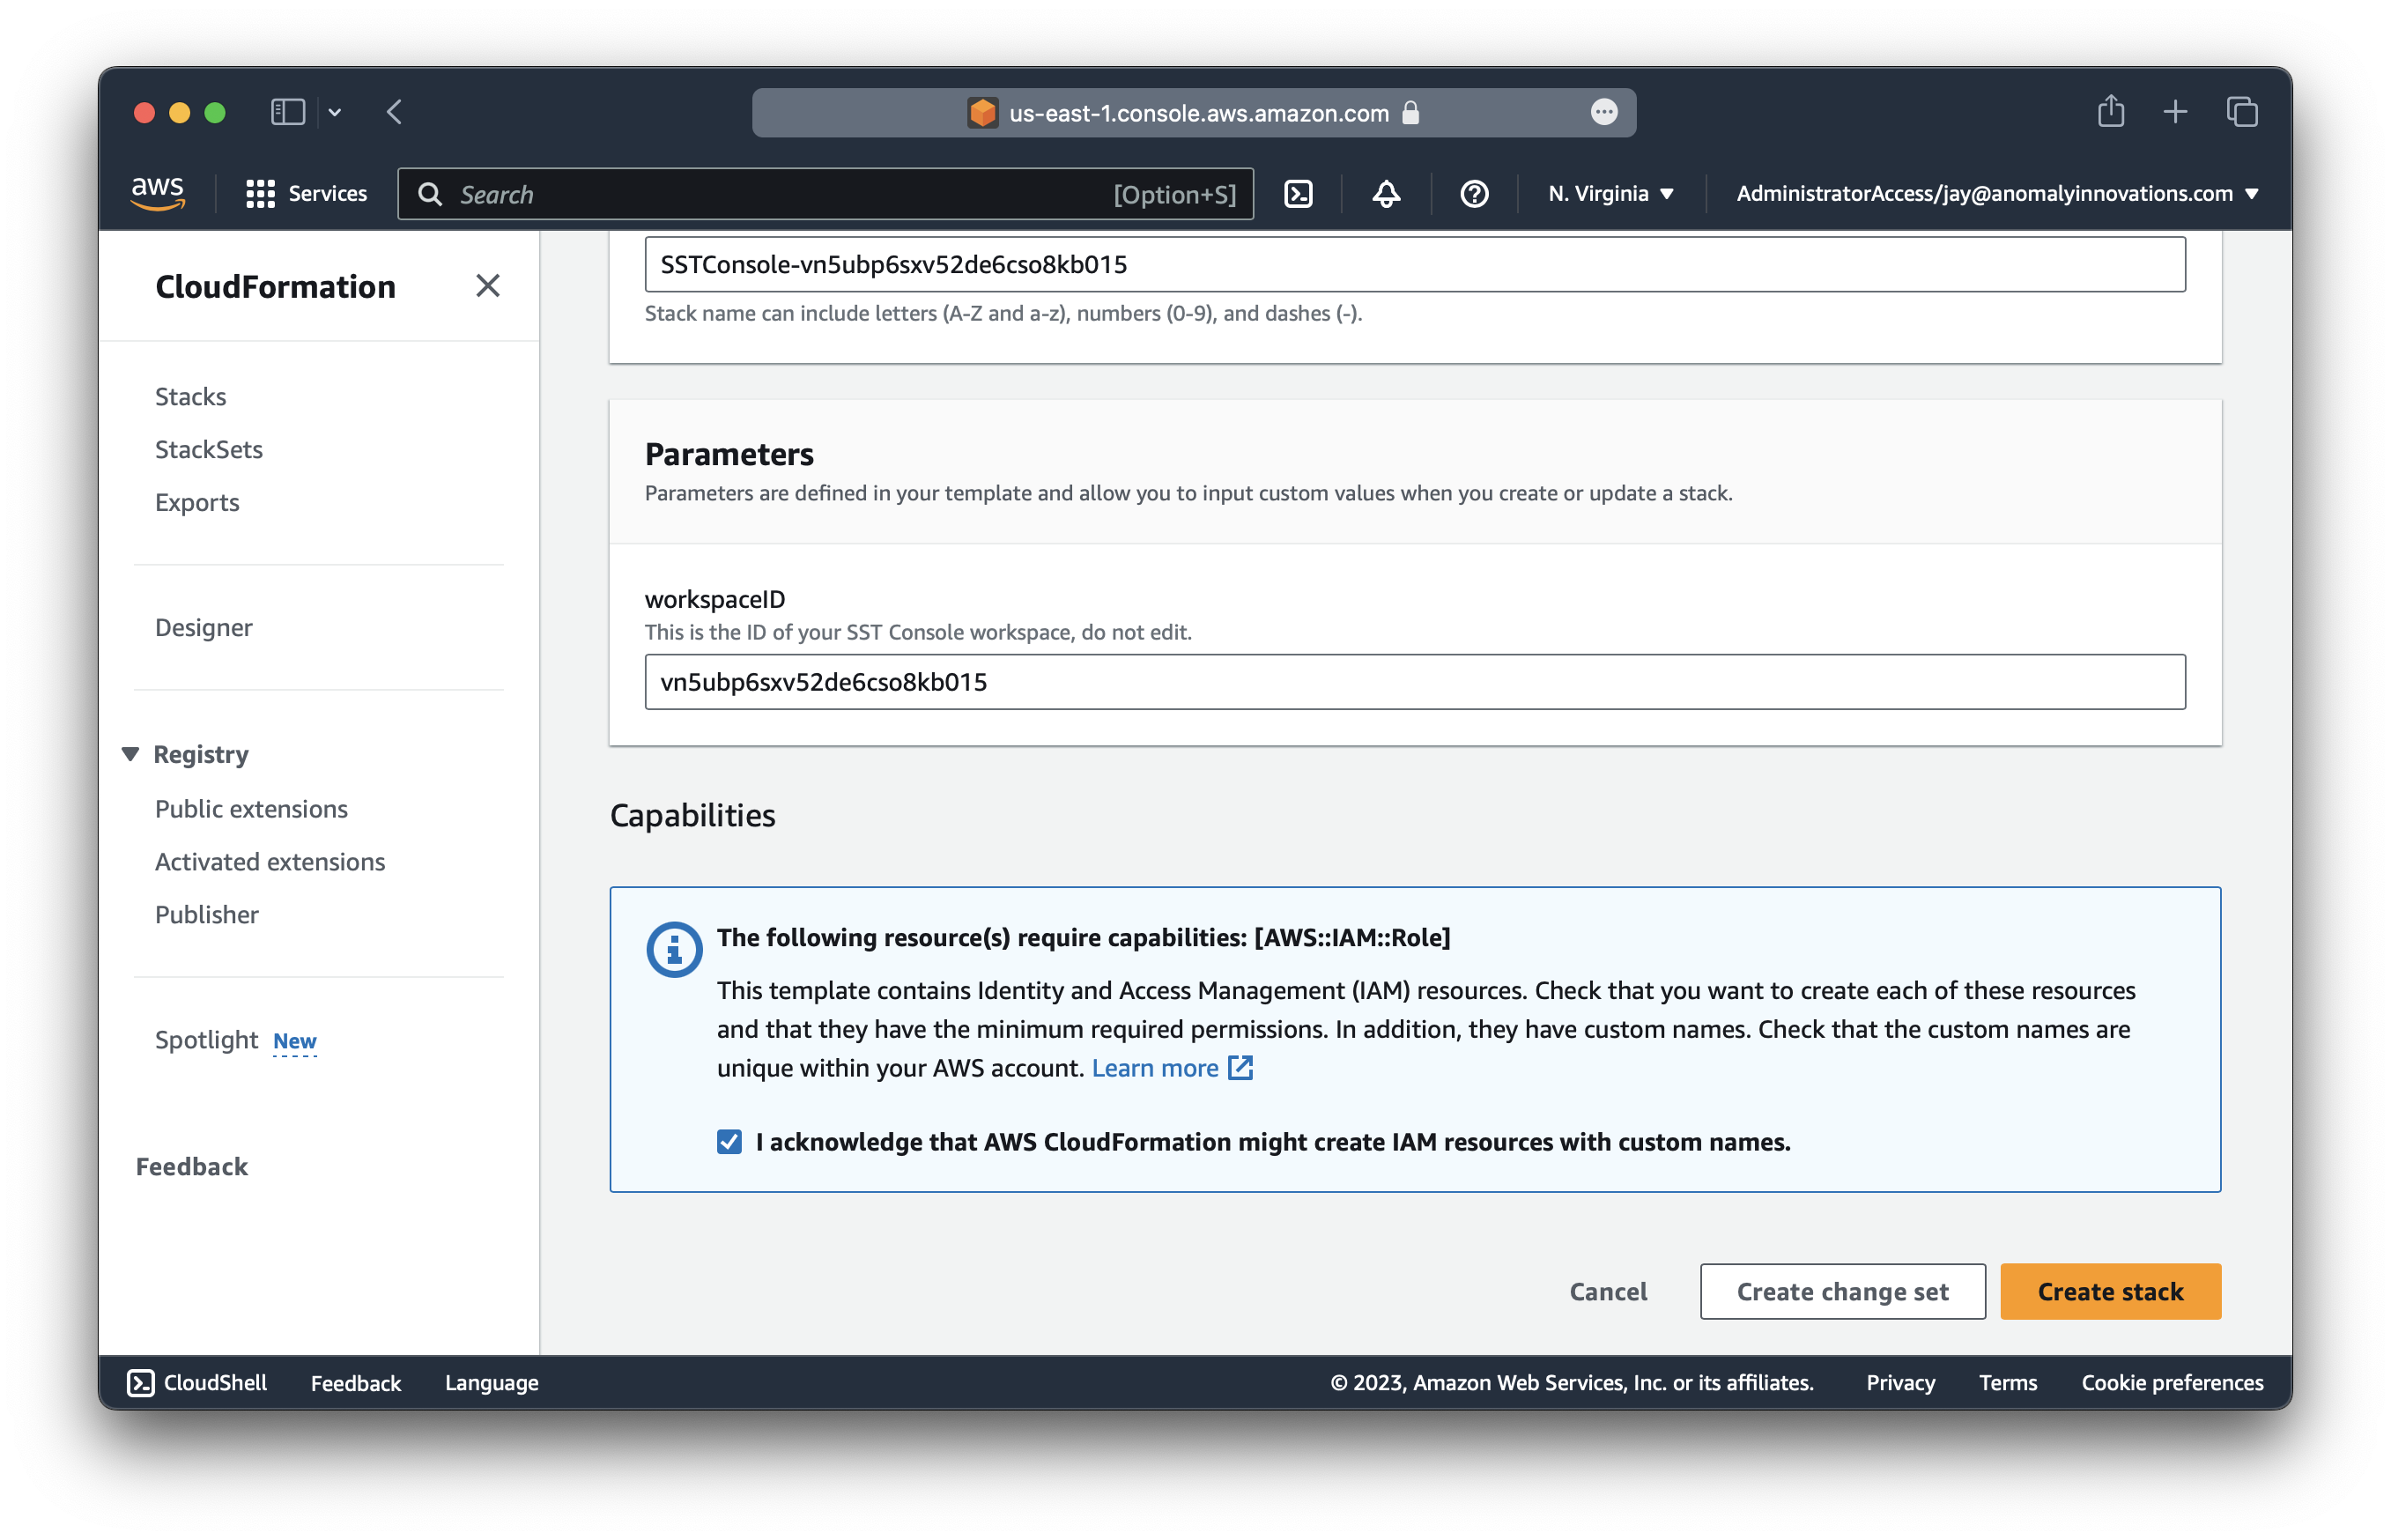 us-east-1.console.aws.amazon.com
aws
Services
Search
[Option+S]
N. Virginia
AdministratorAccess/jay@anomalyinnovations.com
CloudFormation
Stacks
StackSets
Exports
Designer
Registry
Public extensions
Activated extensions
Publisher
Spotlight New
Feedback
SSTConsole-vn5ubp6sxv52de6cso8kb015
Stack name can include letters (A-Z and a-z), numbers (0-9), and dashes (-).
Parameters
Parameters are defined in your template and allow you to input custom values when you create or update a stack.
workspaceID
This is the ID of your SST Console workspace, do not edit.
vn5ubp6sxv52de6cso8kb015
Capabilities
The following resource(s) require capabilities: [AWS::IAM::Role]
This template contains Identity and Access Management (IAM) resources. Check that you want to create each of these resources
and that they have the minimum required permissions. In addition, they have custom names. Check that the custom names are
unique within your AWS account. Learn more
I acknowledge that AWS CloudFormation might create IAM resources with custom names.
Cancel
Create change set
Create stack
CloudShell
Feedback
Language
© 2023, Amazon Web Services, Inc. or its affiliates.
Privacy
Terms
Cookie preferences